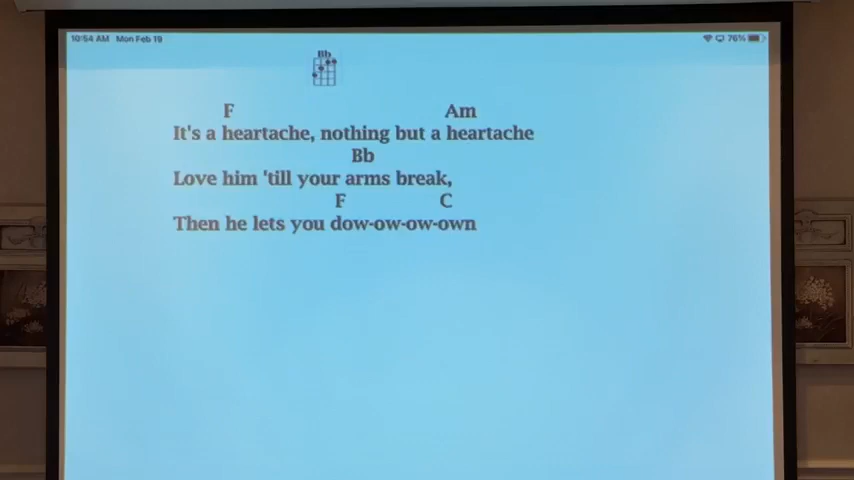 10:54 AM Mon Feb 19
76%
Bb
F Am
It's a heartache, nothing but a heartache
Bb
Love him 'till your arms break,
F C
Then he lets you dow-ow-ow-own